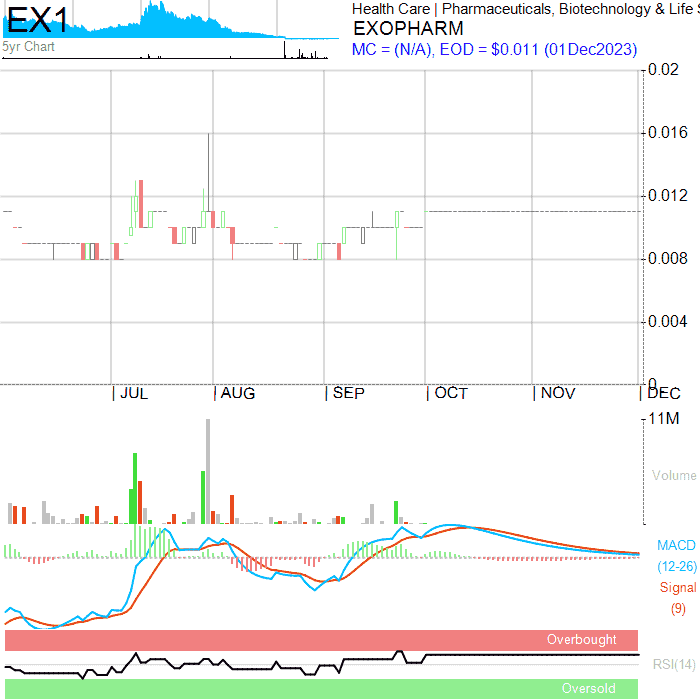 EX1
5yr Chart
Health Care | Pharmaceuticals, Biotechnology & Life S
EXOPHARM
MC = (N/A), EOD = $0.011 (01Dec2023)
0.02
0.016
0.012
0.008
0.004
0
| JUL | AUG | SEP | OCT | NOV | DEC
11M
Volume
MACD
(12-26)
Signal
(9)
Overbought
RSI(14)
Oversold